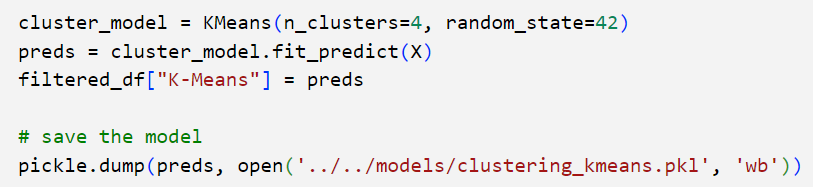 cluster_model = KMeans(n_clusters=4, random_state=42)
preds = cluster_model.fit_predict(X)
filtered_df["K-Means"] = preds
# save the model
pickle.dump(preds, open('../../models/clustering_kmeans.pkl', 'wb'))